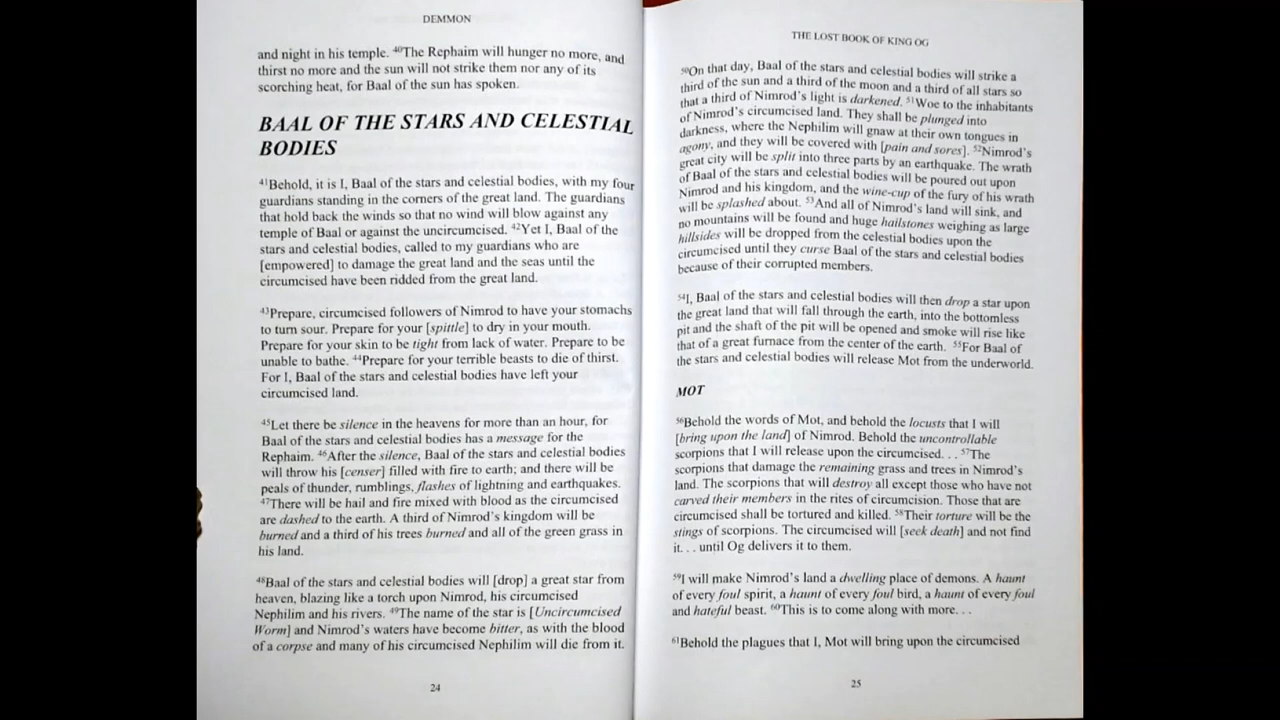 DEMMON
and night in his temple. ⁴⁰The Rephaim will hunger no more, and
thirst no more and the sun will not strike them nor any of its
scorching heat, for Baal of the sun has spoken.
BAAL OF THE STARS AND CELESTIAL
BODIES
⁴¹Behold, it is I, Baal of the stars and celestial bodies, with my four
guardians standing in the corners of the great land. The guardians
that hold back the winds so that no wind will blow against any
temple of Baal or against the uncircumcised. ⁴²Yet I, Baal of the
stars and celestial bodies, called to my guardians who are
[empowered] to damage the great land and the seas until the
circumcised have been ridded from the great land.
⁴³Prepare, circumcised followers of Nimrod to have your stomachs
to turn sour. Prepare for your [spittle] to dry in your mouth.
Prepare for your skin to be tight from lack of water. Prepare to be
unable to bathe. ⁴⁴Prepare for your terrible beasts to die of thirst.
For I, Baal of the stars and celestial bodies have left your
circumcised land.
⁴⁵Let there be silence in the heavens for more than an hour, for
Baal of the stars and celestial bodies has a message for the
Rephaim. ⁴⁶After the silence, Baal of the stars and celestial bodies
will throw his [censer] filled with fire to earth; and there will be
peals of thunder, rumblings, flashes of lightning and earthquakes.
⁴⁷There will be hail and fire mixed with blood as the circumcised
are dashed to the earth. A third of Nimrod's kingdom will be
burned and a third of his trees burned and all of the green grass in
his land.
⁴⁸Baal of the stars and celestial bodies will [drop] a great star from
heaven, blazing like a torch upon Nimrod, his circumcised
Nephilim and his rivers. ⁴⁹The name of the star is [Uncircumcised
Worm] and Nimrod's waters have become bitter, as with the blood
of a corpse and many of his circumcised Nephilim will die from it.
24
THE LOST BOOK OF KING OG
⁵⁰On that day, Baal of the stars and celestial bodies will strike a
third of the sun and a third of the moon and a third of all stars so
that a third of Nimrod's light is darkened. ⁵¹Woe to the inhabitants
of Nimrod's circumcised land. They shall be plunged into
darkness, where the Nephilim will gnaw at their own tongues in
agony, and they will be covered with [pain and sores]. ⁵²Nimrod's
great city will be split into three parts by an earthquake. The wrath
of Baal of the stars and celestial bodies will be poured out upon
Nimrod and his kingdom, and the wine-cup of the fury of his wrath
will be splashed about. ⁵³And all of Nimrod's land will sink, and
no mountains will be found and huge hailstones weighing as large
hillsides will be dropped from the celestial bodies upon the
circumcised until they curse Baal of the stars and celestial bodies
because of their corrupted members.
⁵⁴I, Baal of the stars and celestial bodies will then drop a star upon
the great land that will fall through the earth, into the bottomless
pit and the shaft of the pit will be opened and smoke will rise like
that of a great furnace from the center of the earth. ⁵⁵For Baal of
the stars and celestial bodies will release Mot from the underworld.
MOT
⁵⁶Behold the words of Mot, and behold the locusts that I will
[bring upon the land] of Nimrod. Behold the uncontrollable
scorpions that I will release upon the circumcised. . . ⁵⁷The
scorpions that damage the remaining grass and trees in Nimrod's
land. The scorpions that will destroy all except those who have not
carved their members in the rites of circumcision. Those that are
circumcised shall be tortured and killed. ⁵⁸Their torture will be the
stings of scorpions. The circumcised will [seek death] and not find
it. . . until Og delivers it to them.
⁵⁹I will make Nimrod's land a dwelling place of demons. A haunt
of every foul spirit, a haunt of every foul bird, a haunt of every foul
and hateful beast. ⁶⁰This is to come along with more. . .
⁶¹Behold the plagues that I, Mot will bring upon the circumcised
25